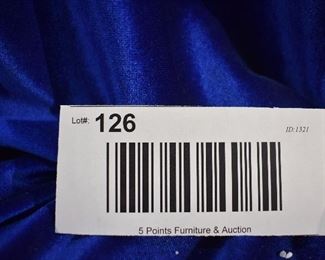 Lot#: 126 ID:1321
5 Points Furniture & Auction